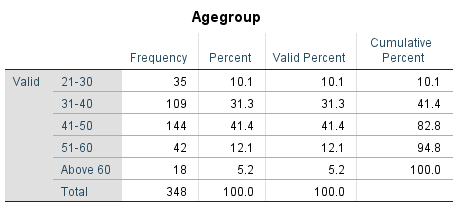 Agegroup
Frequency Percent Valid Percent Cumulative Percent
Valid 21-30 35 10.1 10.1 10.1
31-40 109 31.3 31.3 41.4
41-50 144 41.4 41.4 82.8
51-60 42 12.1 12.1 94.8
Above 60 18 5.2 5.2 100.0
Total 348 100.0 100.0